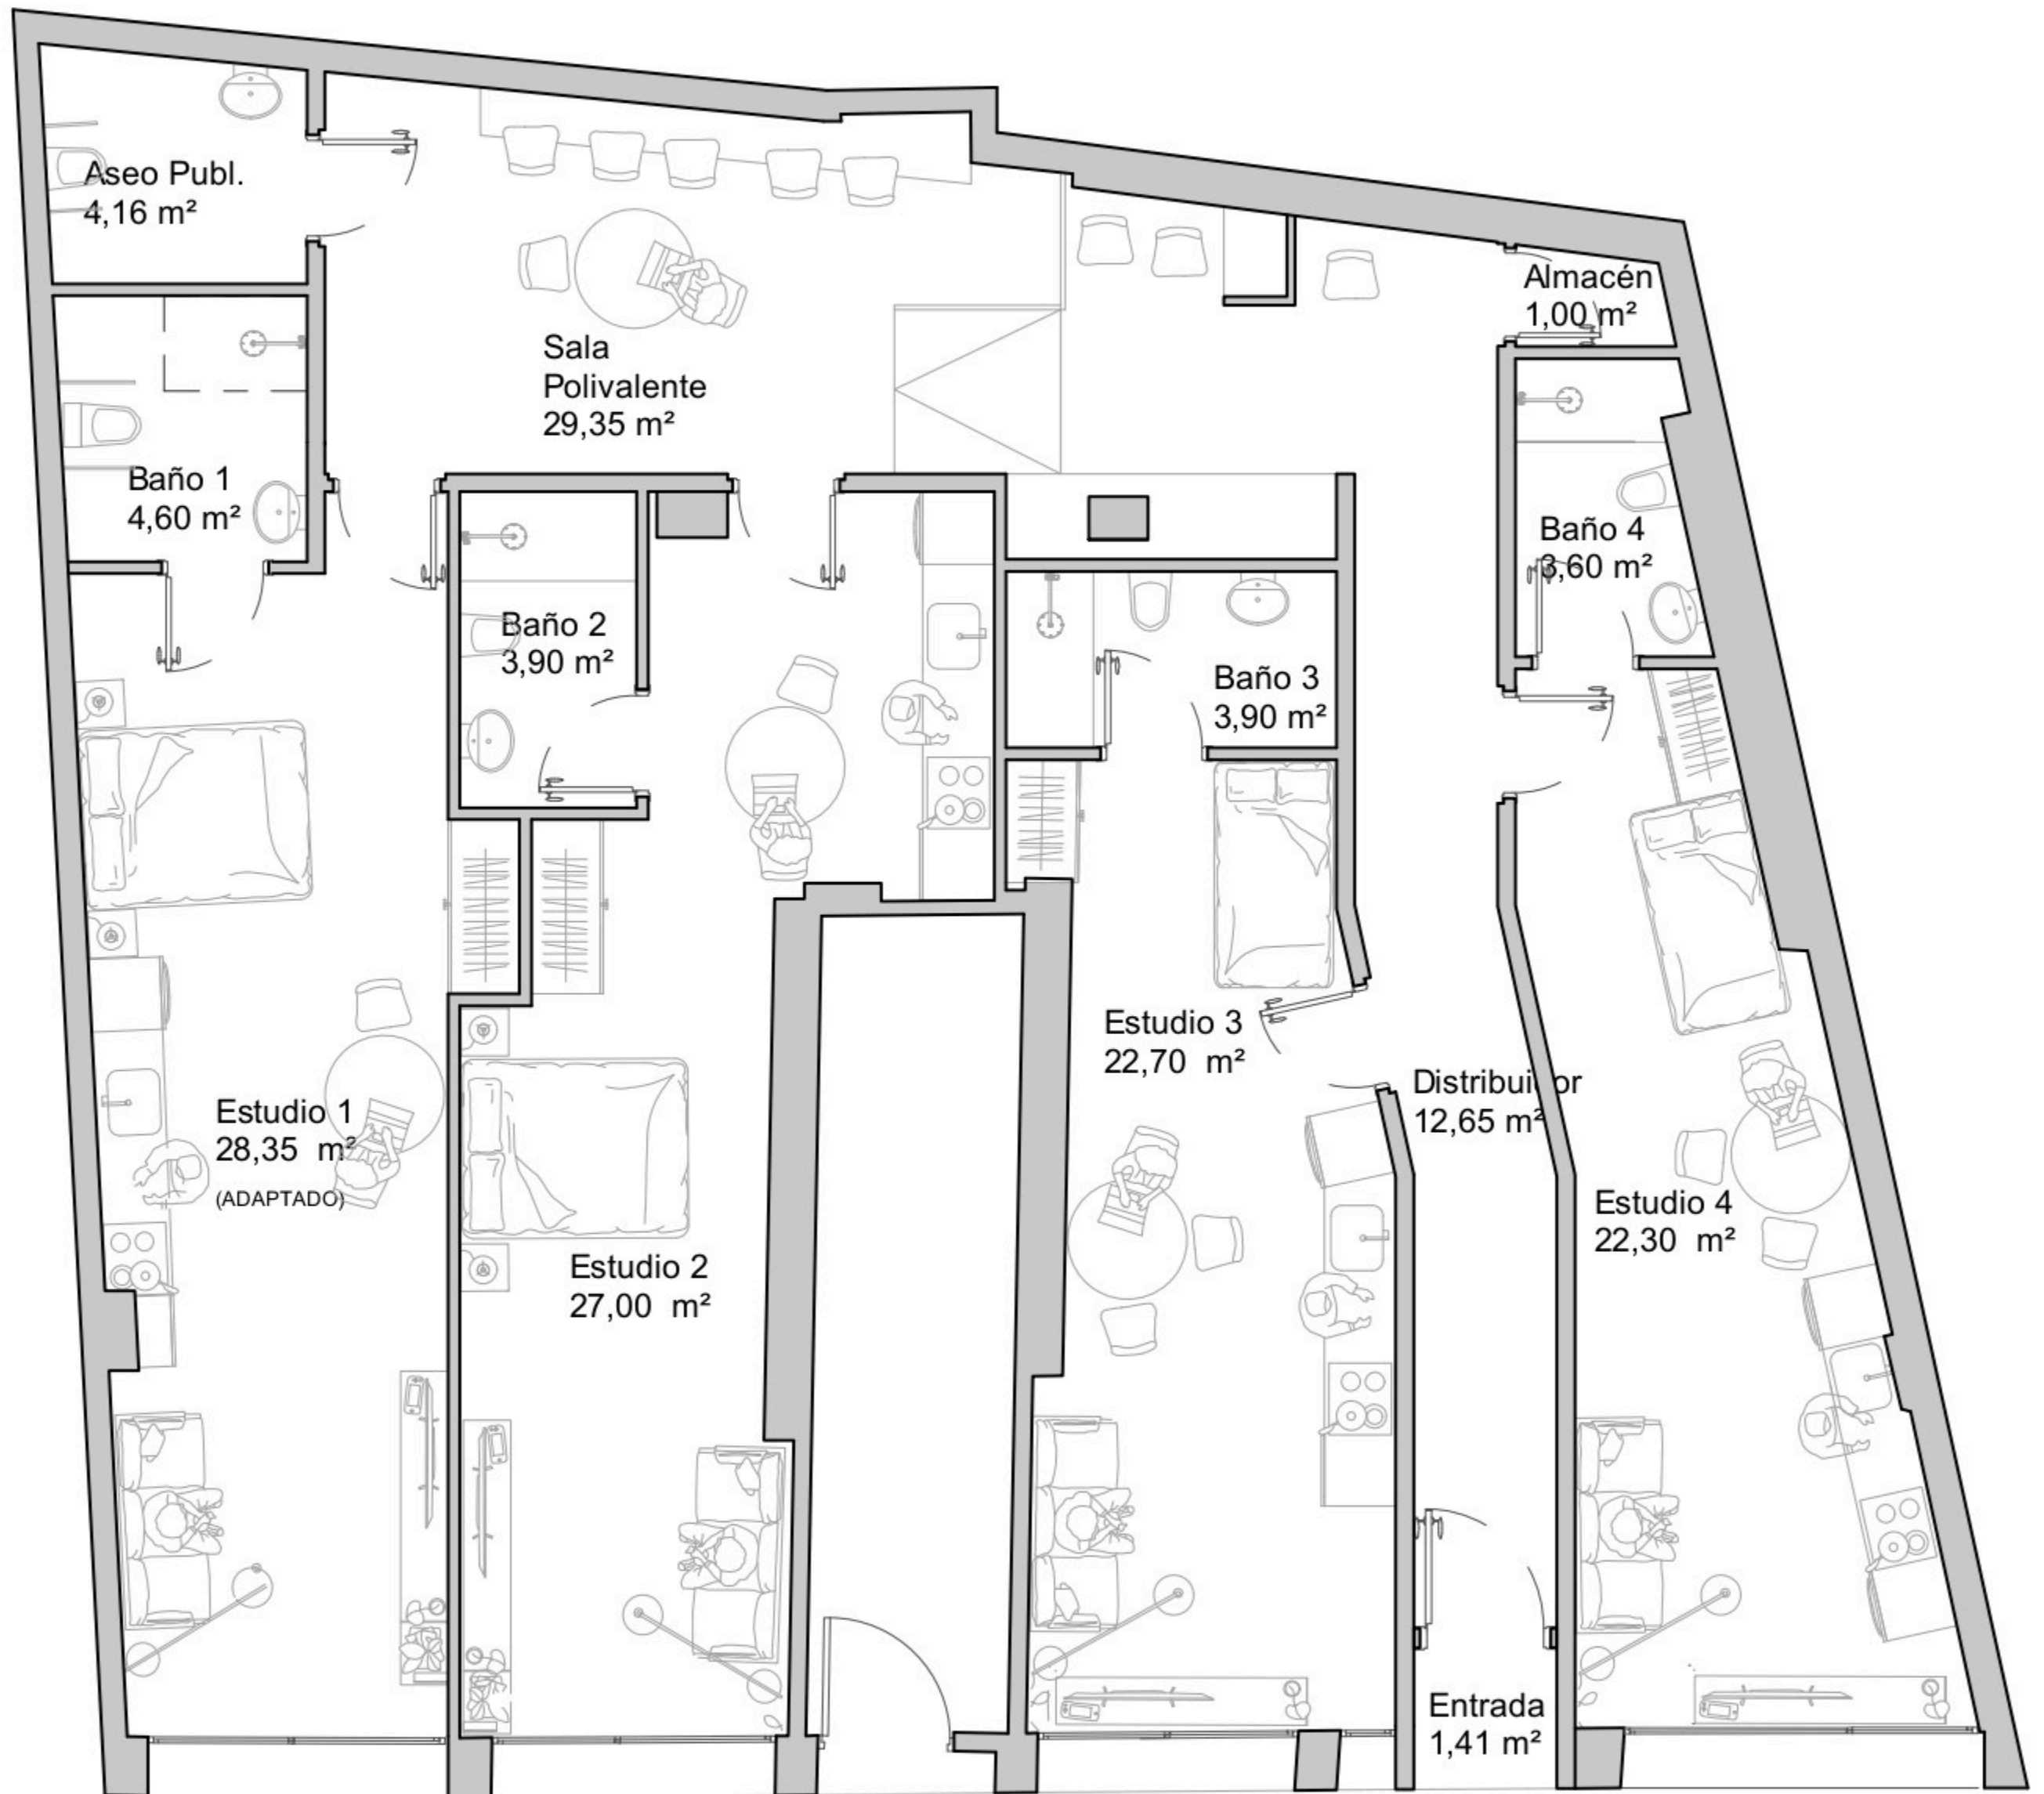 Aseo Publ.
4,16 m²
Almacén
1,00 m²
Sala
Polivalente
29,35 m²
Baño 1
4,60 m²
Baño 4
3,60 m²
Baño 2
3,90 m²
Baño 3
3,90 m²
Estudio 3
22,70 m²
Distribuidor
12,65 m²
Estudio 1
28,35 m²
(ADAPTADO)
Estudio 4
22,30 m²
Estudio 2
27,00 m²
Entrada
1,41 m²